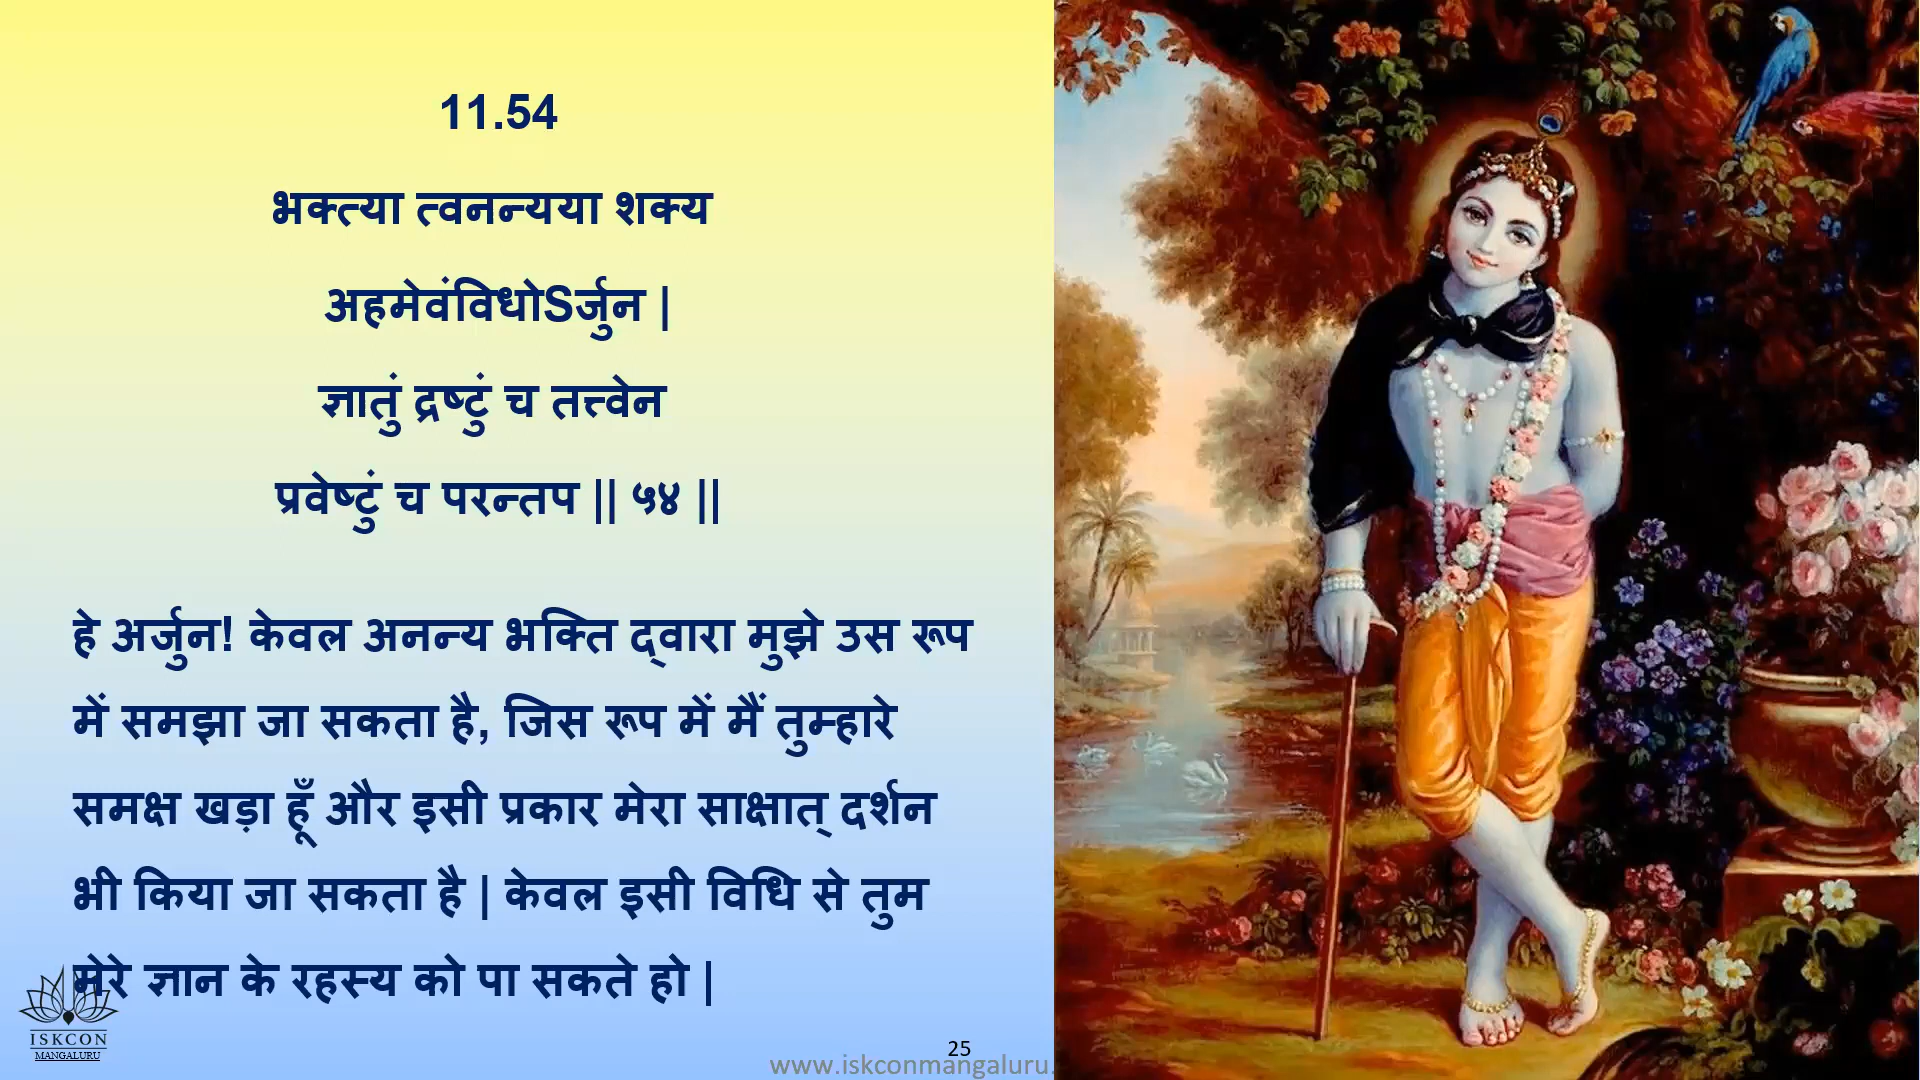 11.54
भक्त्या त्वनन्यया शक्य
अहमेवंविधोSर्जुन |
ज्ञातुं द्रष्टुं च तत्त्वेन
प्रवेष्टुं च परन्तप || ५४ ||
हे अर्जुन! केवल अनन्य भक्ति द्वारा मुझे उस रूप
में समझा जा सकता है, जिस रूप में मैं तुम्हारे
समक्ष खड़ा हूँ और इसी प्रकार मेरा साक्षात् दर्शन
भी किया जा सकता है | केवल इसी विधि से तुम
मेरे ज्ञान के रहस्य को पा सकते हो |
ISKCON
MANGALURU
25
www.iskconmangaluru.